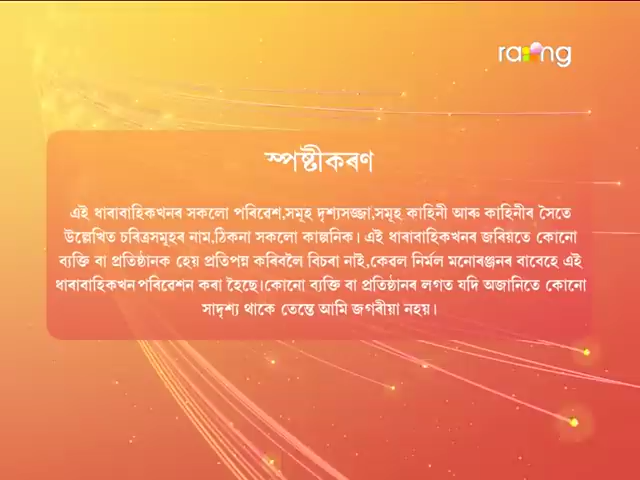 rang
স্পষ্টীকৰণ
এই ধাৰাবাহিকখনৰ সকলো পৰিৱেশ,সমূহ দৃশ্যসজ্জা,সমূহ কাহিনী আৰু কাহিনীৰ সৈতে
উল্লেখিত চৰিত্ৰসমূহৰ নাম,ঠিকনা সকলো কাল্পনিক। এই ধাৰাবাহিকখনৰ জৰিয়তে কোনো
ব্যক্তি বা প্ৰতিষ্ঠানক হেয় প্ৰতিপন্ন কৰিবলৈ বিচৰা নাই,কেৱল নিৰ্মল মনোৰঞ্জনৰ বাবেহে এই
ধাৰাবাহিকখন পৰিৱেশন কৰা হৈছে।কোনো ব্যক্তি বা প্ৰতিষ্ঠানৰ লগত যদি অজানিতে কোনো
সাদৃশ্য থাকে তেন্তে আমি জগৰীয়া নহয়।